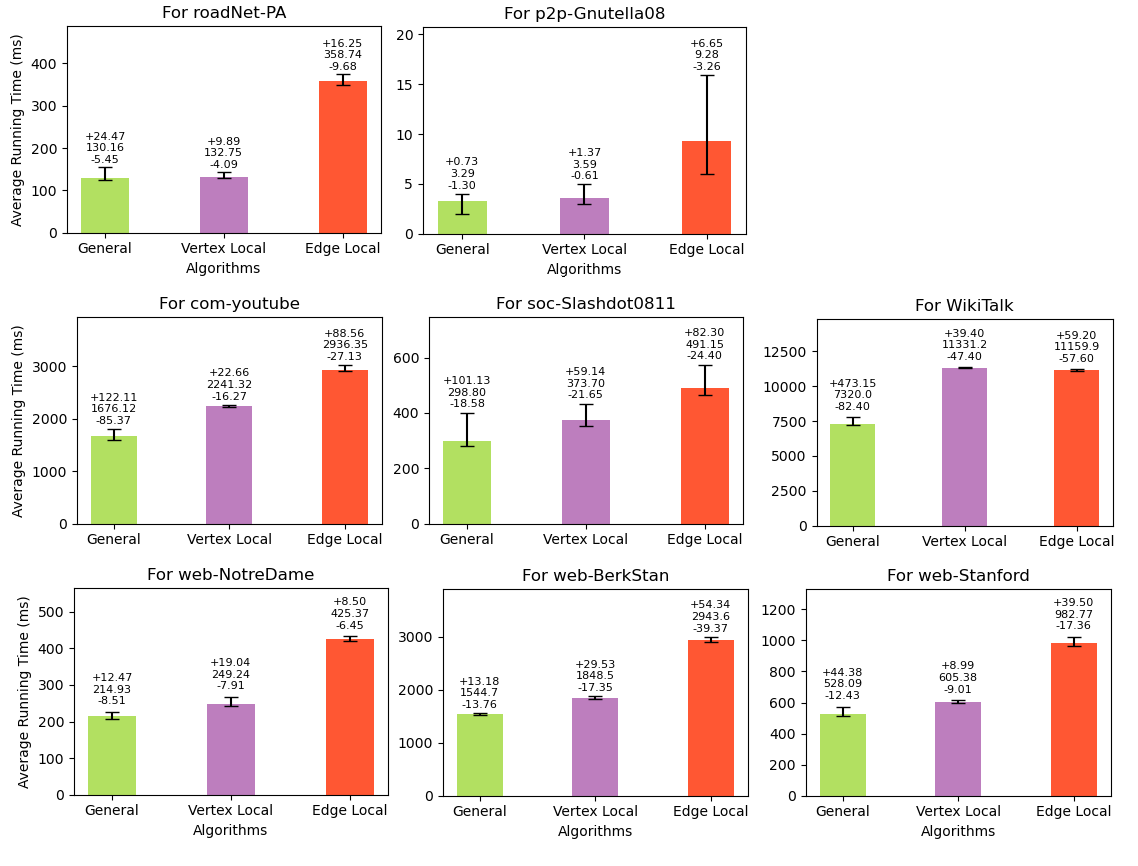 For roadNet-PA
Average Running Time (ms)
400
300
200
100
0
+24.47
130.16
-5.45
+9.89
132.75
-4.09
+16.25
358.74
-9.68
General
Vertex Local
Edge Local
Algorithms
For p2p-Gnutella08
20
15
10
5
0
+0.73
3.29
-1.30
+1.37
3.59
-0.61
+6.65
9.28
-3.26
General
Vertex Local
Edge Local
Algorithms
For com-youtube
Average Running Time (ms)
3000
2000
1000
0
+122.11
1676.12
-85.37
+22.66
2241.32
-16.27
+88.56
2936.35
-27.13
General
Vertex Local
Edge Local
For soc-Slashdot0811
600
400
200
0
+101.13
298.80
-18.58
+59.14
373.70
-21.65
+82.30
491.15
-24.40
General
Vertex Local
Edge Local
For WikiTalk
12500
10000
7500
5000
2500
0
+473.15
7320.0
-82.40
+39.40
11331.2
-47.40
+59.20
11159.9
-57.60
General
Vertex Local
Edge Local
For web-NotreDame
Average Running Time (ms)
500
400
300
200
100
0
+12.47
214.93
-8.51
+19.04
249.24
-7.91
+8.50
425.37
-6.45
General
Vertex Local
Edge Local
Algorithms
For web-BerkStan
3000
2000
1000
0
+13.18
1544.7
-13.76
+29.53
1848.5
-17.35
+54.34
2943.6
-39.37
General
Vertex Local
Edge Local
Algorithms
For web-Stanford
1200
1000
800
600
400
200
0
+44.38
528.09
-12.43
+8.99
605.38
-9.01
+39.50
982.77
-17.36
General
Vertex Local
Edge Local
Algorithms